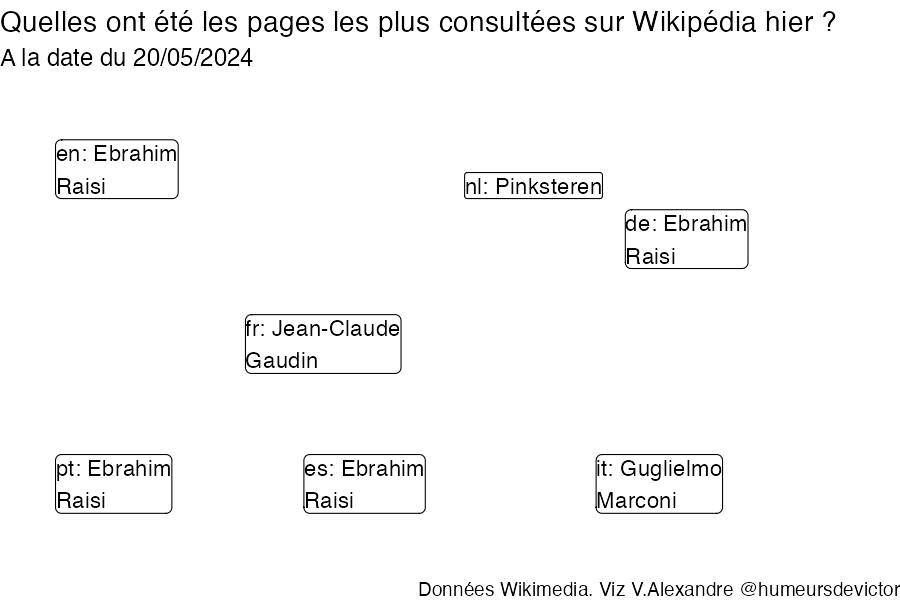 Quelles ont été les pages les plus consultées sur Wikipédia hier ?
A la date du 20/05/2024
en: Ebrahim
Raisi
nl: Pinksteren
de: Ebrahim
Raisi
fr: Jean-Claude
Gaudin
pt: Ebrahim
Raisi
es: Ebrahim
Raisi
it: Guglielmo
Marconi
Données Wikimedia. Viz V.Alexandre @humeursdevictor